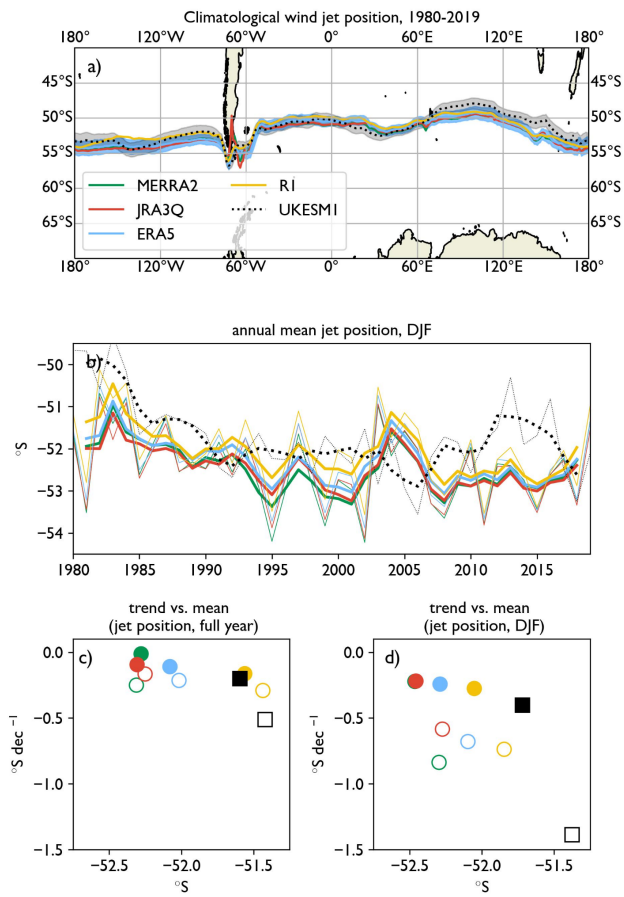 Climatological wind jet position, 1980-2019
180° 120°W 60°W 0° 60°E 120°E 180°
a)
45°S 45°S
50°S 50°S
55°S 55°S
60°S 60°S
65°S 65°S
MERRA2 R1
JRA3Q UKESM1
ERA5
180° 120°W 60°W 0° 60°E 120°E 180°
annual mean jet position, DJF
b)
−50
−51
−52
−53
−54
°S
1980 1985 1990 1995 2000 2005 2010 2015
trend vs. mean
(jet position, full year)
c)
0.0
−0.5
−1.0
−1.5
°S dec −1
−52.5 −52.0 −51.5
°S
trend vs. mean
(jet position, DJF)
d)
0.0
−0.5
−1.0
−1.5
°S dec −1
−52.5 −52.0 −51.5
°S